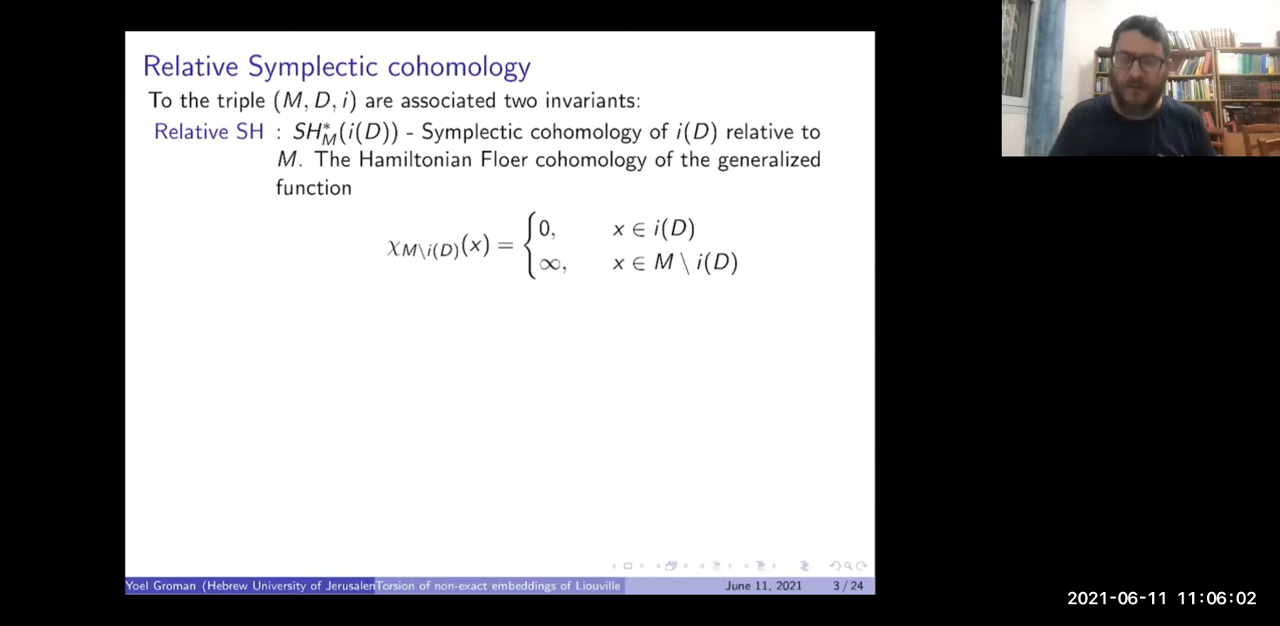 Relative Symplectic cohomology
To the triple (M, D, i) are associated two invariants:
Relative SH : SH*_M(i(D)) - Symplectic cohomology of i(D) relative to
M. The Hamiltonian Floer cohomology of the generalized
function
χ_{M\i(D)}(x) = { 0, x ∈ i(D)
∞, x ∈ M \ i(D)
Yoel Groman (Hebrew University of Jerusalen Torsion of non-exact embeddings of Liouville June 11, 2021 3 / 24
2021-06-11 11:06:02